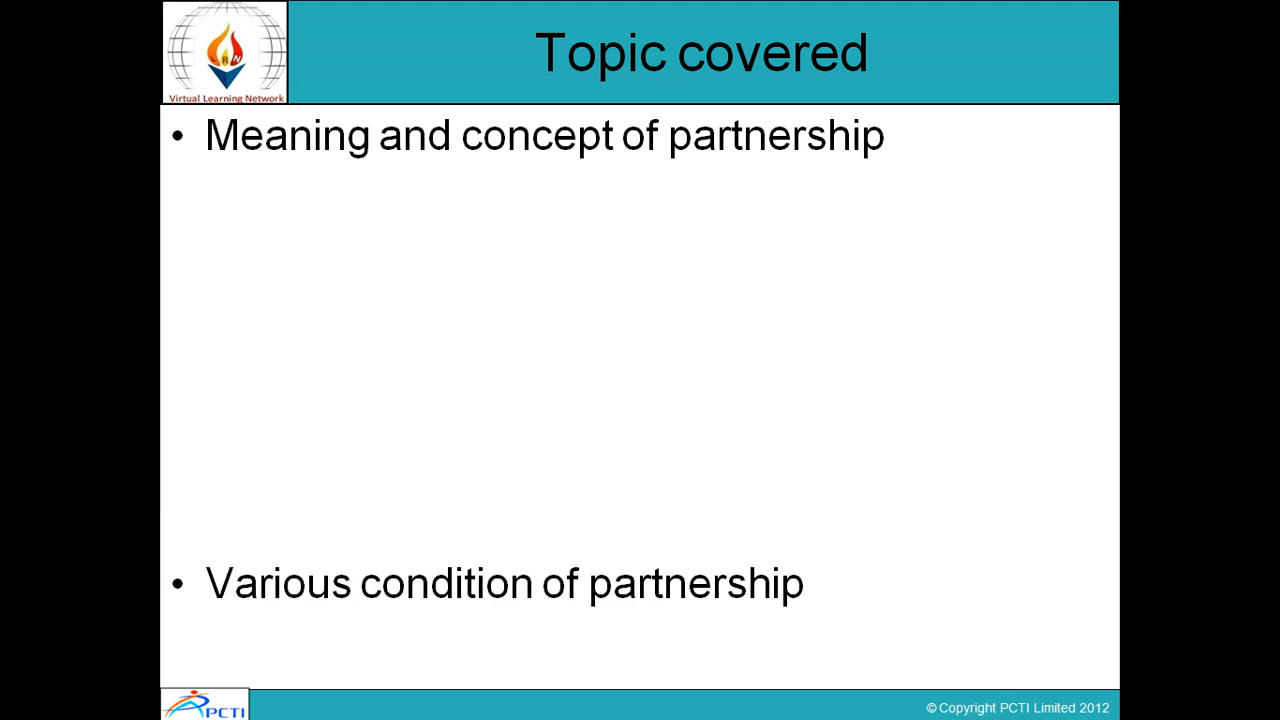 Topic covered
LRN
Virtual Learning Network
• Meaning and concept of partnership
• Various condition of partnership
PCTI
© Copyright PCTI Limited 2012